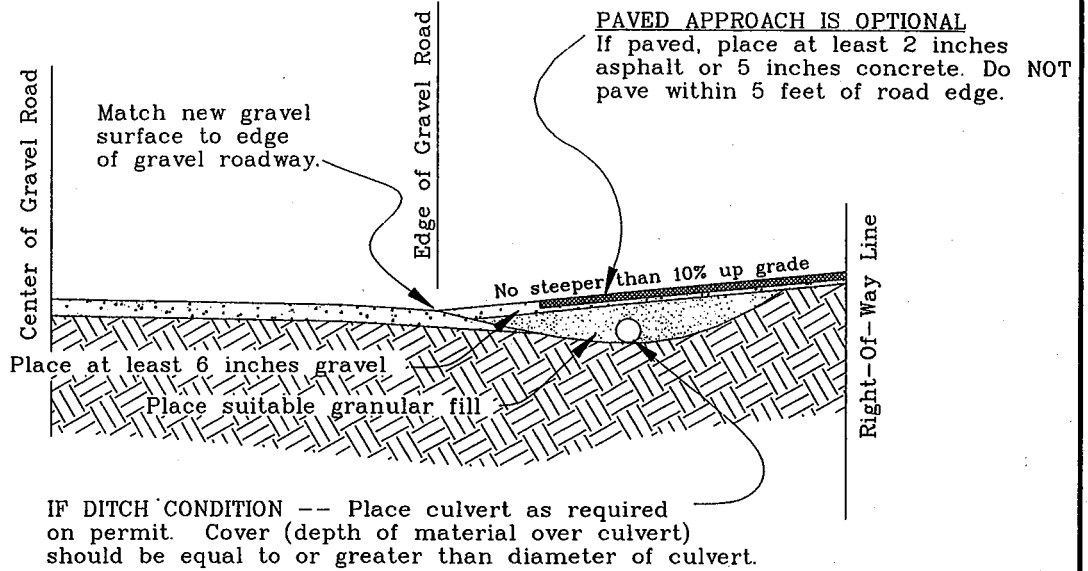 PAVED APPROACH IS OPTIONAL
If paved, place at least 2 inches
asphalt or 5 inches concrete. Do NOT
pave within 5 feet of road edge.
Center of Gravel Road
Match new gravel
surface to edge
of gravel roadway.
Edge of Gravel Road
No steeper than 10% up grade
Right-Of-Way Line
Place at least 6 inches gravel
Place suitable granular fill
IF DITCH CONDITION -- Place culvert as required
on permit. Cover (depth of material over culvert)
should be equal to or greater than diameter of culvert.